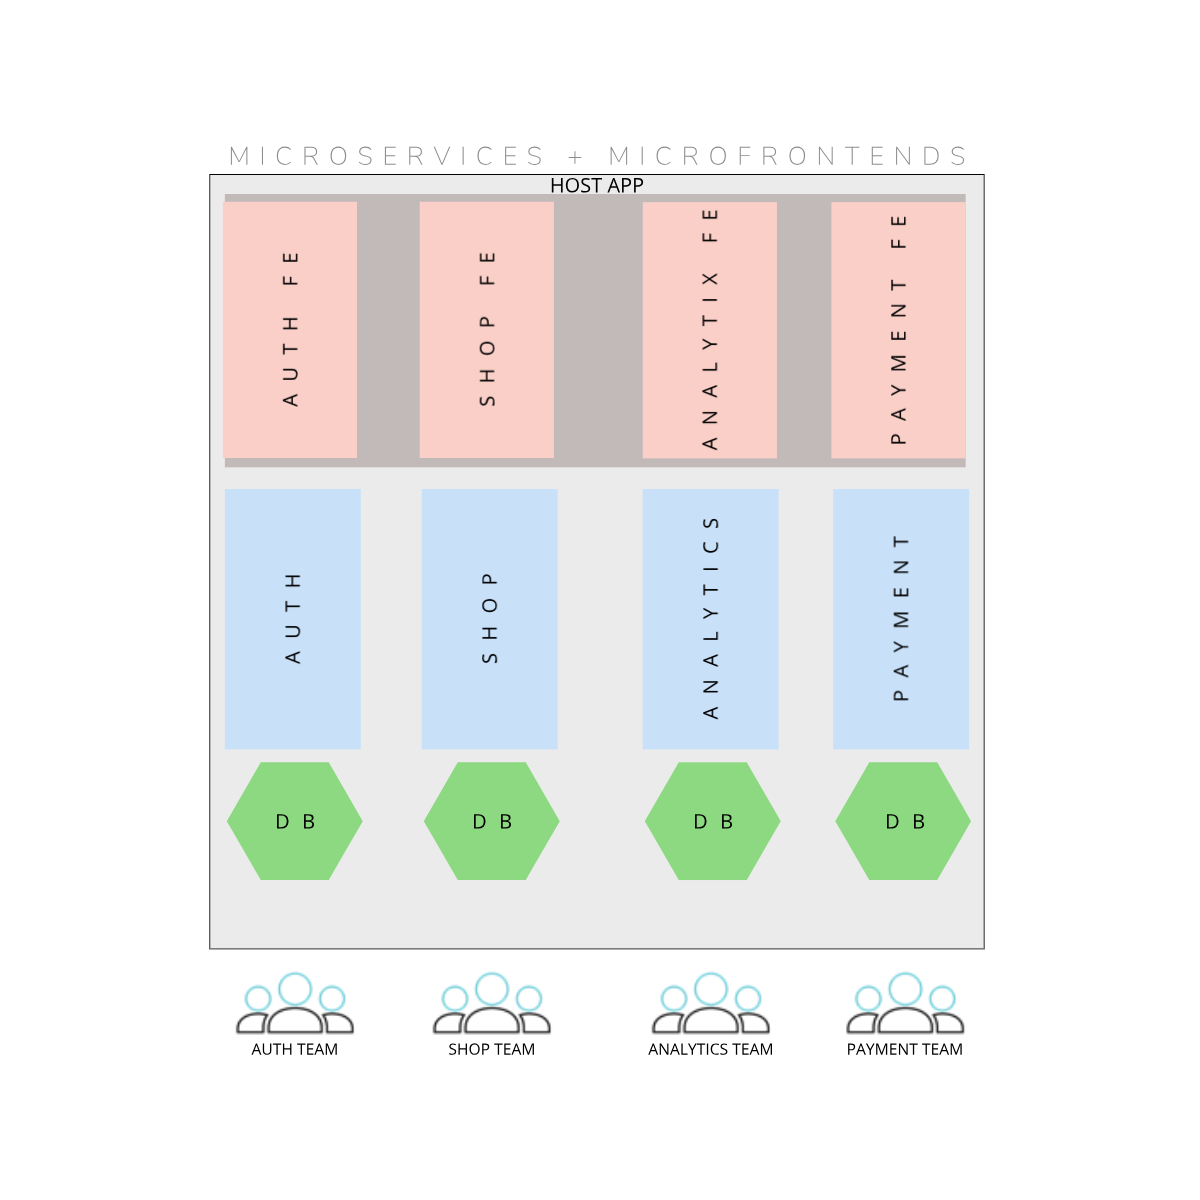 MICROSERVICES + MICROFRONTENDS
HOST APP
AUTH FE
SHOP FE
ANALYTIX FE
PAYMENT FE
AUTH
SHOP
ANALYTICS
PAYMENT
DB
DB
DB
DB
AUTH TEAM
SHOP TEAM
ANALYTICS TEAM
PAYMENT TEAM